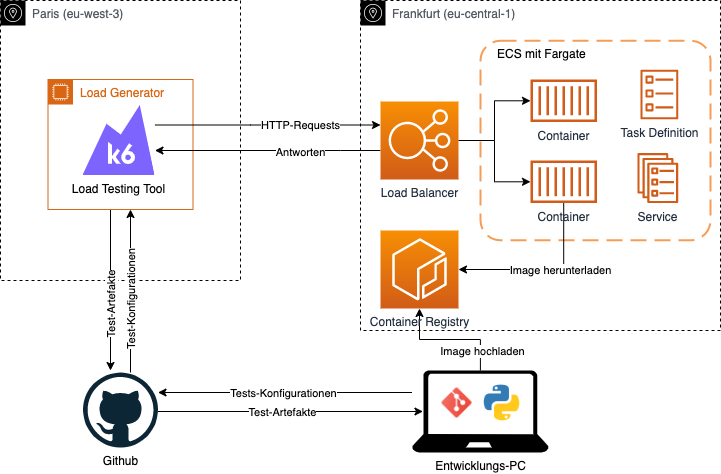 Paris (eu-west-3)
Frankfurt (eu-central-1)
ECS mit Fargate
Load Generator
k6
Load Testing Tool
HTTP-Requests
Antworten
Load Balancer
Container
Task Definition
Container
Service
Image herunterladen
Container Registry
Test-Artefakte
Test-Konfigurationen
Image hochladen
Tests-Konfigurationen
Test-Artefakte
Github
Entwicklungs-PC